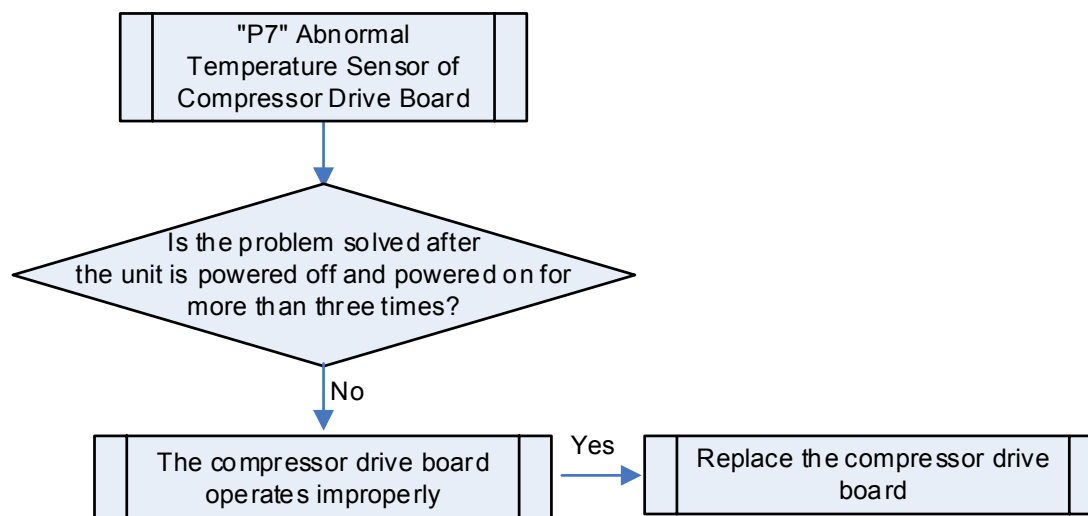 "P7" Abnormal
Temperature Sensor of
Compressor Drive Board
Is the problem solved after
the unit is powered off and powered on for
more than three times?
No
The compressor drive board
operates improperly
Yes
Replace the compressor drive
board